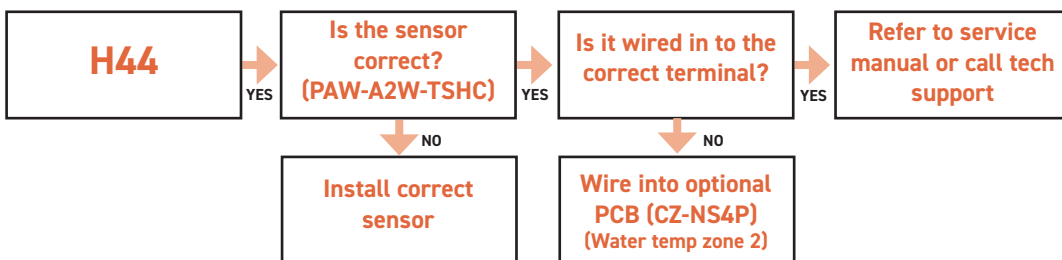 H44
YES
Is the sensor
correct?
(PAW-A2W-TSHC)
YES
Is it wired in to the
correct terminal?
YES
Refer to service
manual or call tech
support
NO
Install correct
sensor
NO
Wire into optional
PCB (CZ-NS4P)
(Water temp zone 2)